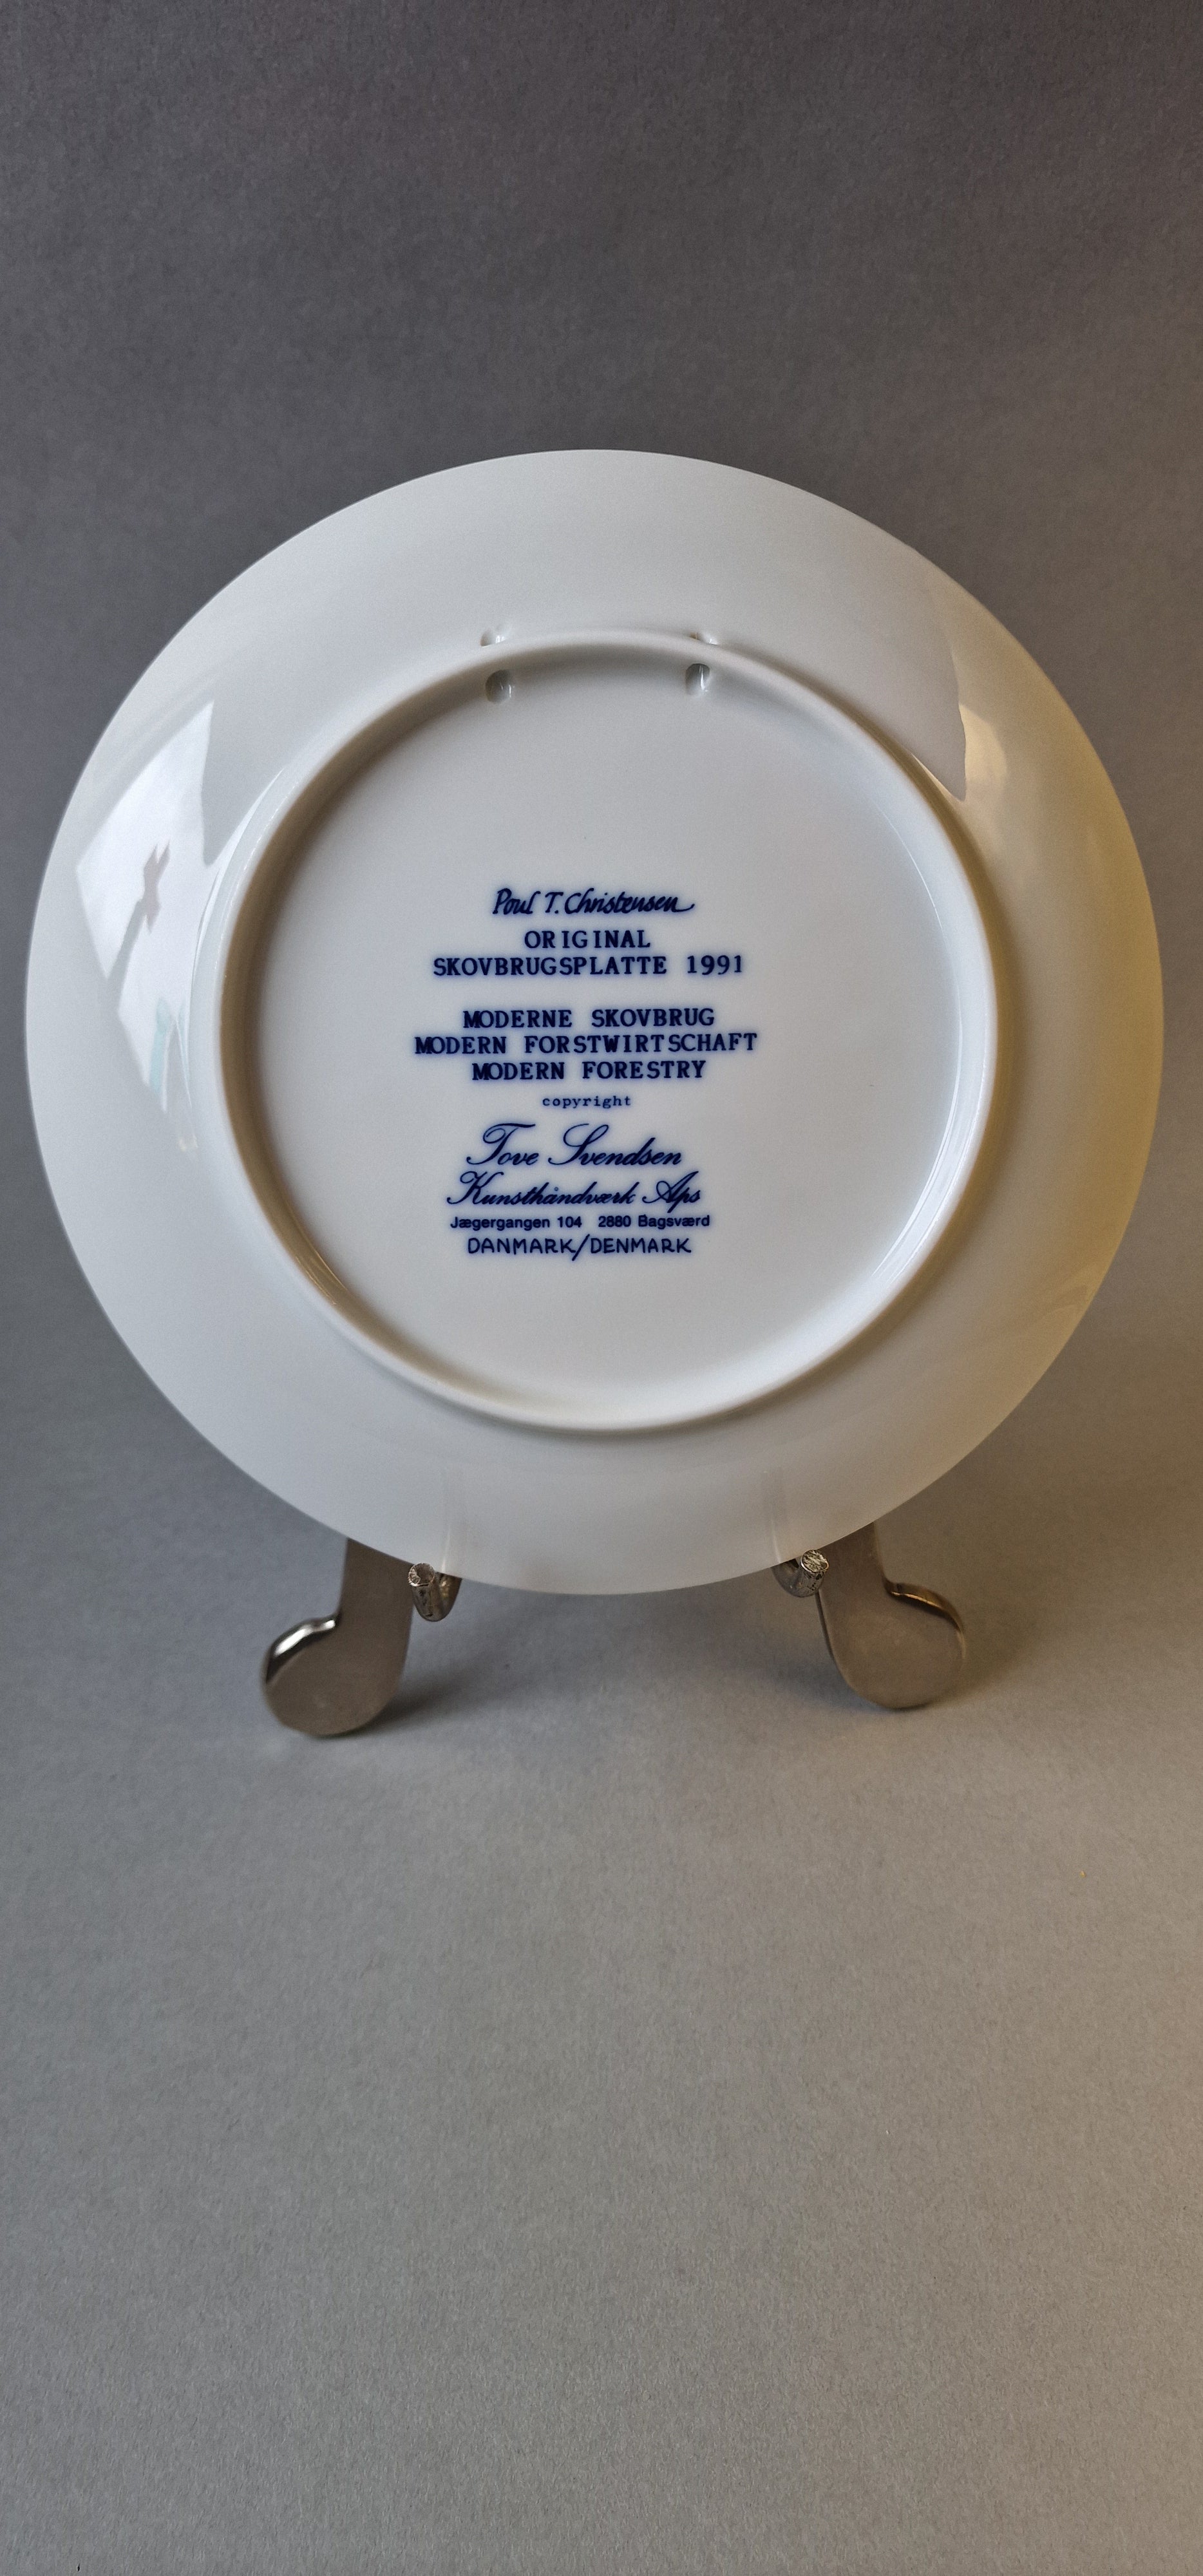 Poul T. Christensen
ORIGINAL
SKOVBRUGSPLATTE 1991
MODERNE SKOVBRUG
MODERN FORSTWIRTSCHAFT
MODERN FORESTRY
copyright
Tove Svendsen
Kunsthåndværk Aps
Jægergangen 104 2880 Bagsværd
DANMARK/DENMARK